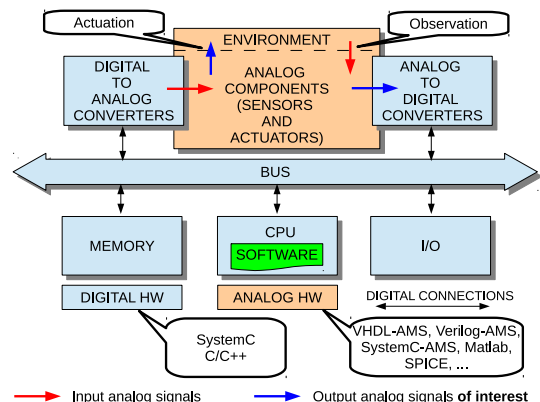 Actuation
ENVIRONMENT
Observation
DIGITAL
TO
ANALOG
CONVERTERS
ANALOG
COMPONENTS
(SENSORS
AND
ACTUATORS)
ANALOG
TO
DIGITAL
CONVERTERS
BUS
MEMORY
CPU
SOFTWARE
I/O
DIGITAL HW
ANALOG HW
DIGITAL CONNECTIONS
SystemC
C/C++
VHDL-AMS, Verilog-AMS,
SystemC-AMS, Matlab,
SPICE, ...
Input analog signals
Output analog signals of interest